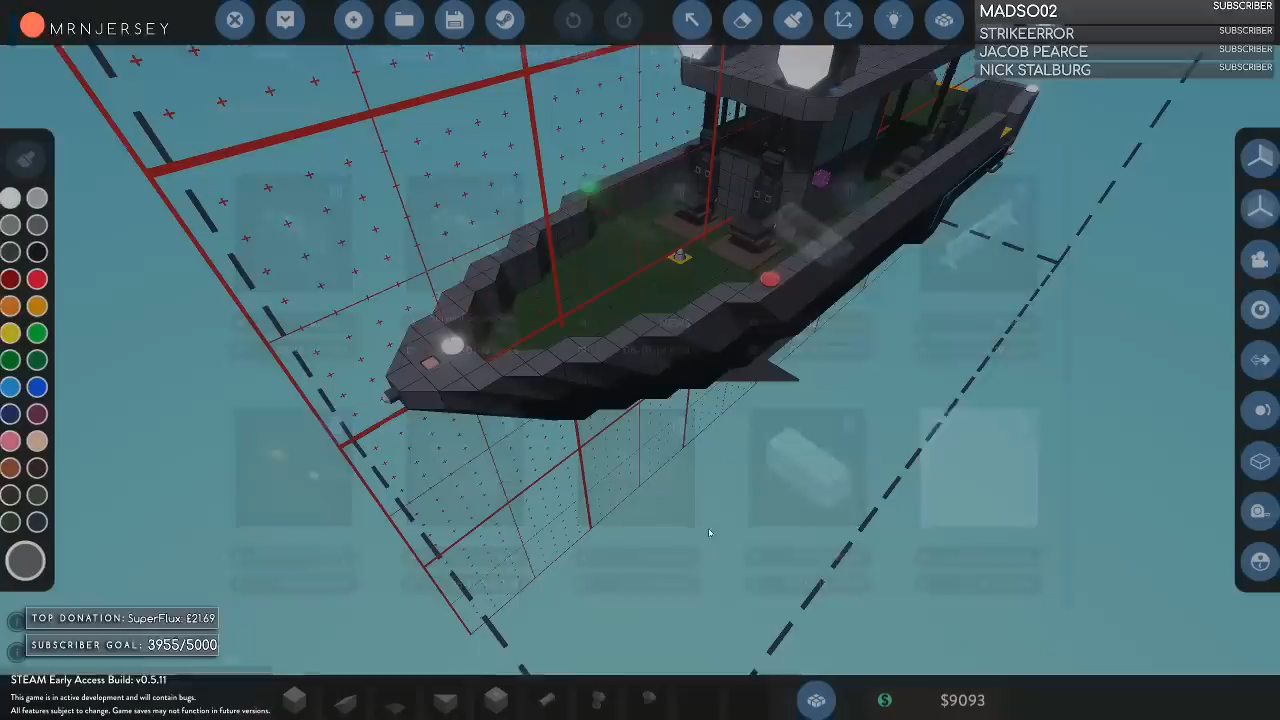 MRNJERSEY
MADSO02 SUBSCRIBER
STRIKEERROR SUBSCRIBER
JACOB PEARCE SUBSCRIBER
NICK STALBURG SUBSCRIBER
TOP DONATION: SuperFlux: £21.69
SUBSCRIBER GOAL: 3955/5000
STEAM Early Access Build: v0.5.11
This game is in active development and will contain bugs.
All features subject to change. Game saves may not function in future versions.
$ $9093